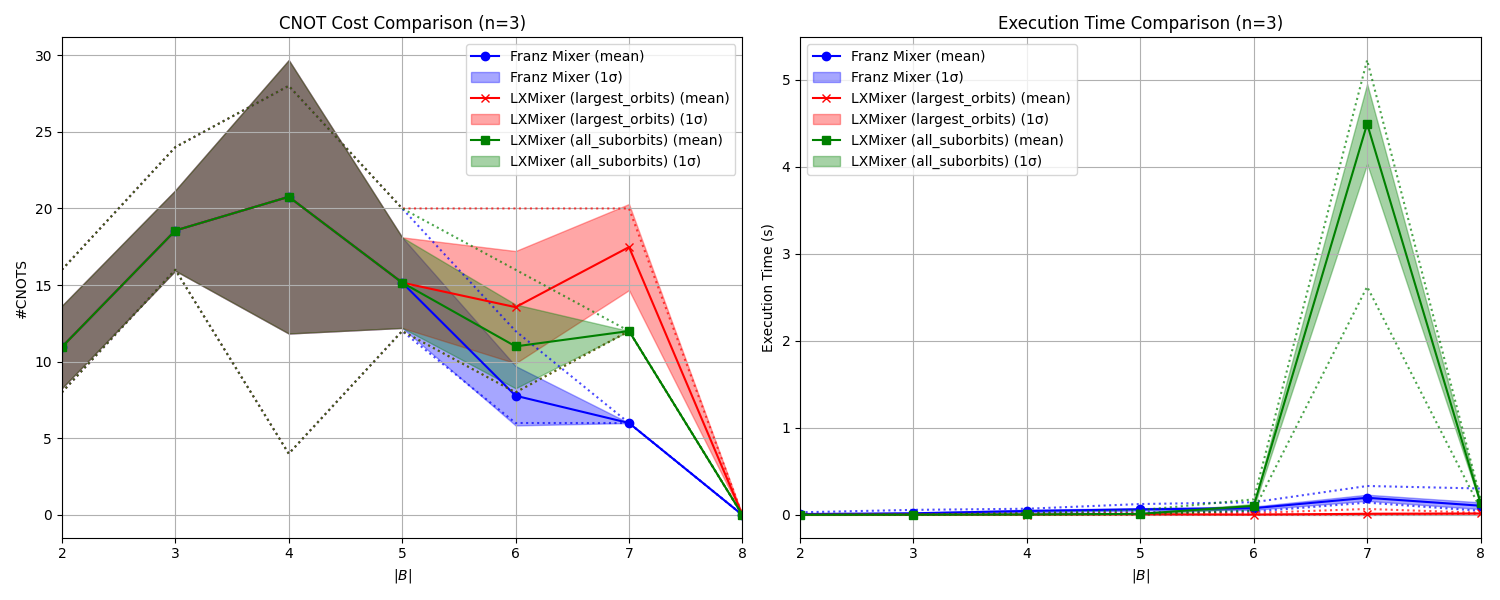 CNOT Cost Comparison (n=3)
30
25
20
15
10
5
0
#CNOTS
2 3 4 5 6 7 8
|B|
Franz Mixer (mean)
Franz Mixer (1σ)
LXMixer (largest_orbits) (mean)
LXMixer (largest_orbits) (1σ)
LXMixer (all_suborbits) (mean)
LXMixer (all_suborbits) (1σ)
Execution Time Comparison (n=3)
5
4
3
2
1
0
Execution Time (s)
2 3 4 5 6 7 8
|B|
Franz Mixer (mean)
Franz Mixer (1σ)
LXMixer (largest_orbits) (mean)
LXMixer (largest_orbits) (1σ)
LXMixer (all_suborbits) (mean)
LXMixer (all_suborbits) (1σ)